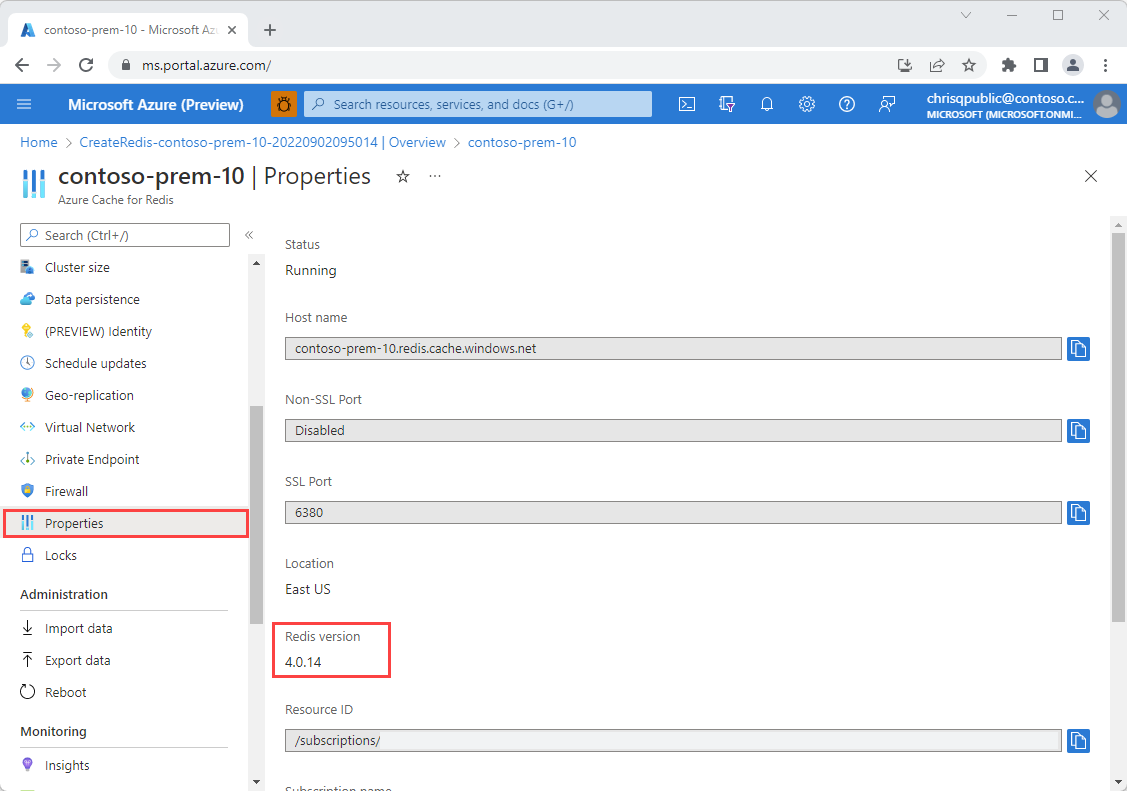 contoso-prem-10 - Microsoft Az
ms.portal.azure.com/
Microsoft Azure (Preview)
Search resources, services, and docs (G+/)
chrisqpublic@contoso.c...
MICROSOFT (MICROSOFT.ONMI...
Home > CreateRedis-contoso-prem-10-20220902095014 | Overview > contoso-prem-10
contoso-prem-10 | Properties
Azure Cache for Redis
Search (Ctrl+/)
Cluster size
Data persistence
(PREVIEW) Identity
Schedule updates
Geo-replication
Virtual Network
Private Endpoint
Firewall
Properties
Locks
Administration
Import data
Export data
Reboot
Monitoring
Insights
Status
Running
Host name
contoso-prem-10.redis.cache.windows.net
Non-SSL Port
Disabled
SSL Port
6380
Location
East US
Redis version
4.0.14
Resource ID
/subscriptions/
Subscription name